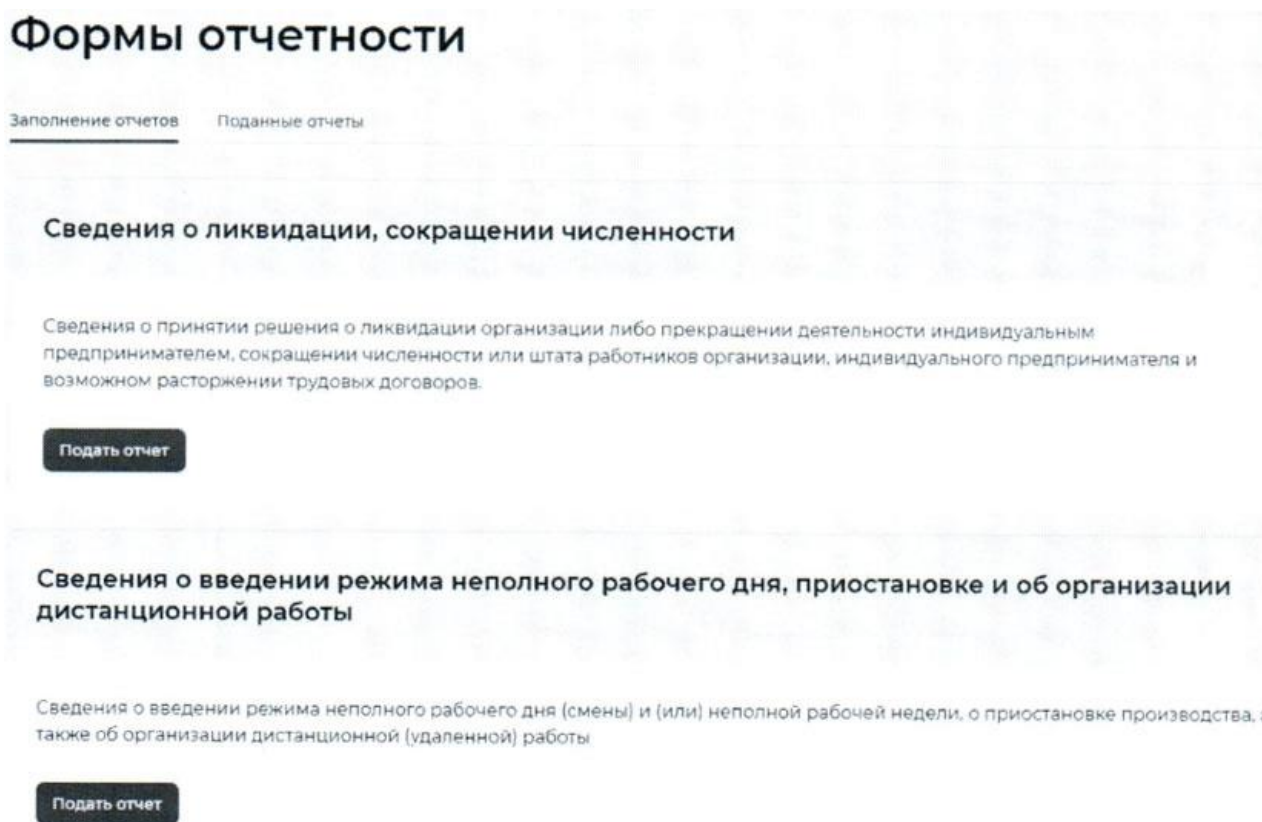 Формы отчетности
Заполнение отчетов Поданные отчеты
Сведения о ликвидации, сокращении численности
Сведения о принятии решения о ликвидации организации либо прекращении деятельности индивидуальным
предпринимателем, сокращении численности или штата работников организации, индивидуального предпринимателя и
возможном расторжении трудовых договоров.
Подать отчет
Сведения о введении режима неполного рабочего дня, приостановке и об организации
дистанционной работы
Сведения о введении режима неполного рабочего дня (смены) и (или) неполной рабочей недели, о приостановке производства,
также об организации дистанционной (удаленной) работы
Подать отчет